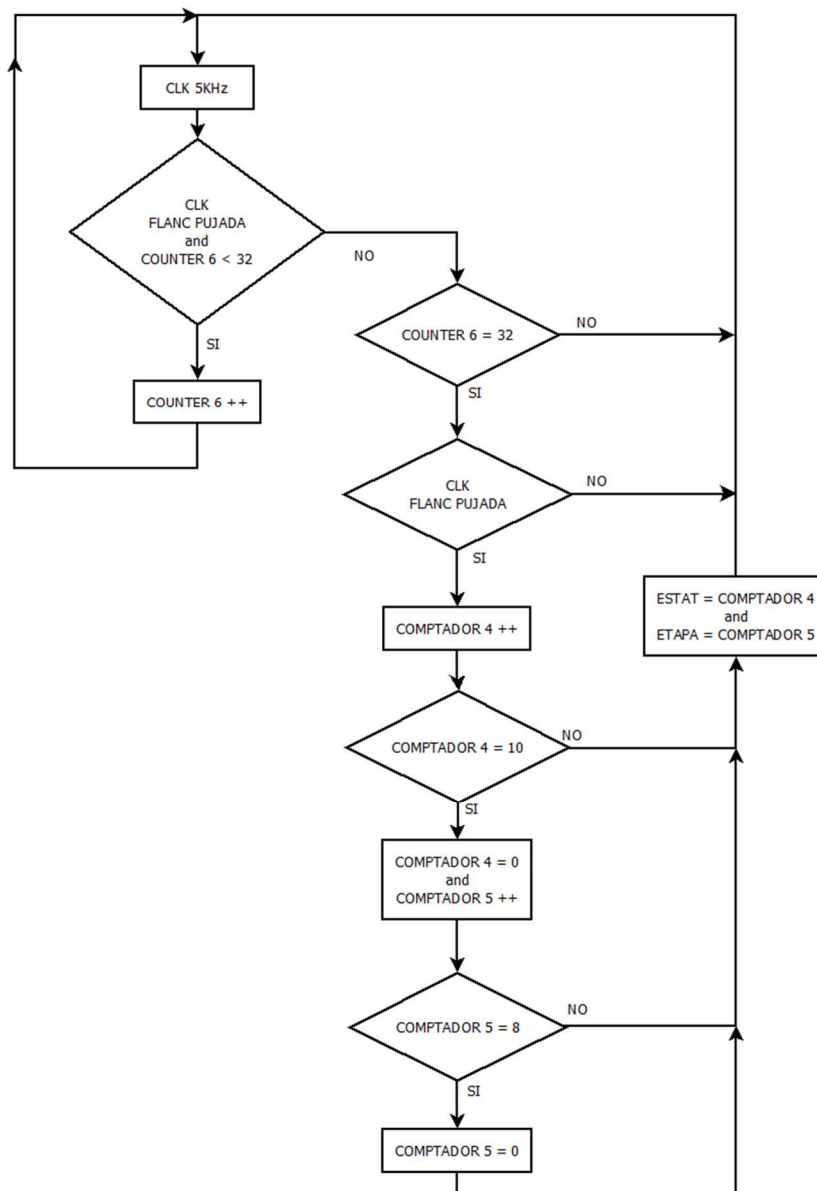 CLK 5KHz
CLK
FLANC PUJADA
and
COUNTER 6 < 32
NO
SI
COUNTER 6 ++
COUNTER 6 = 32
NO
SI
CLK
FLANC PUJADA
NO
SI
COMPTADOR 4 ++
ESTAT = COMPTADOR 4
and
ETAPA = COMPTADOR 5
COMPTADOR 4 = 10
NO
SI
COMPTADOR 4 = 0
and
COMPTADOR 5 ++
COMPTADOR 5 = 8
NO
SI
COMPTADOR 5 = 0